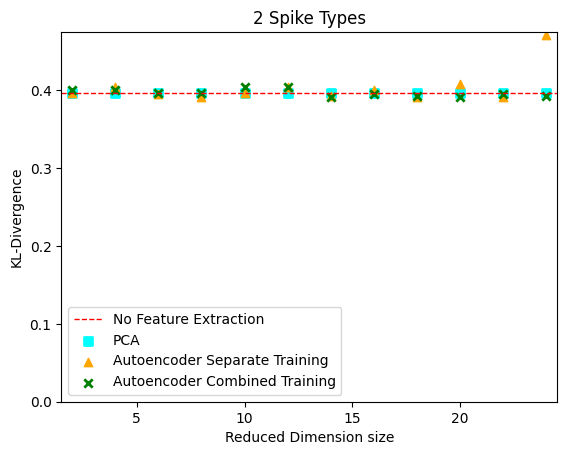 2 Spike Types
KL-Divergence
0.4
0.3
0.2
0.1
0.0
No Feature Extraction
PCA
Autoencoder Separate Training
Autoencoder Combined Training
5
10
15
20
Reduced Dimension size